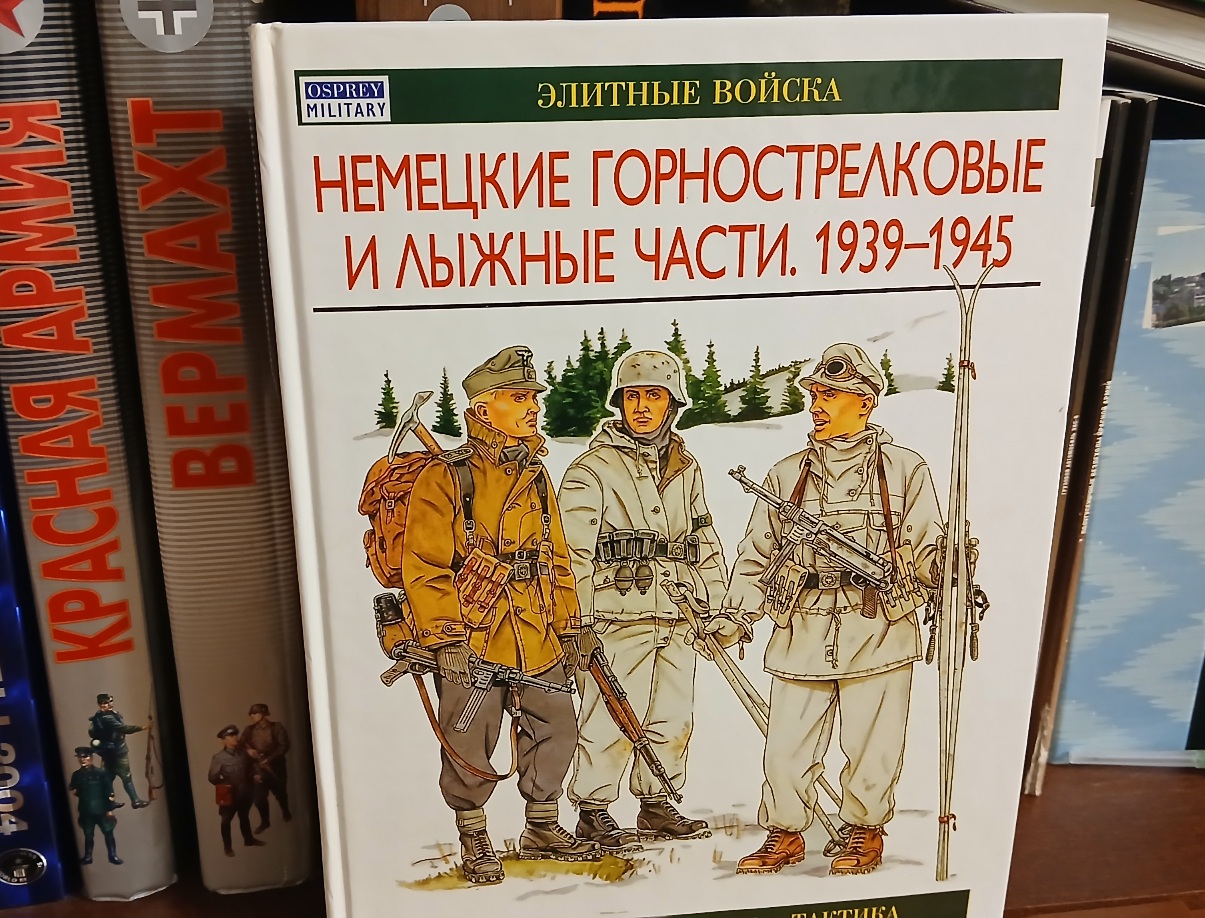 КРАСНАЯ АРМИЯ
ВЕРМАХТ
OSPREY
MILITARY
ЭЛИТНЫЕ ВОЙСКА
НЕМЕЦКИЕ ГОРНОСТРЕЛКОВЫЕ
И ЛЫЖНЫЕ ЧАСТИ. 1939–1945
ТАКТИКА